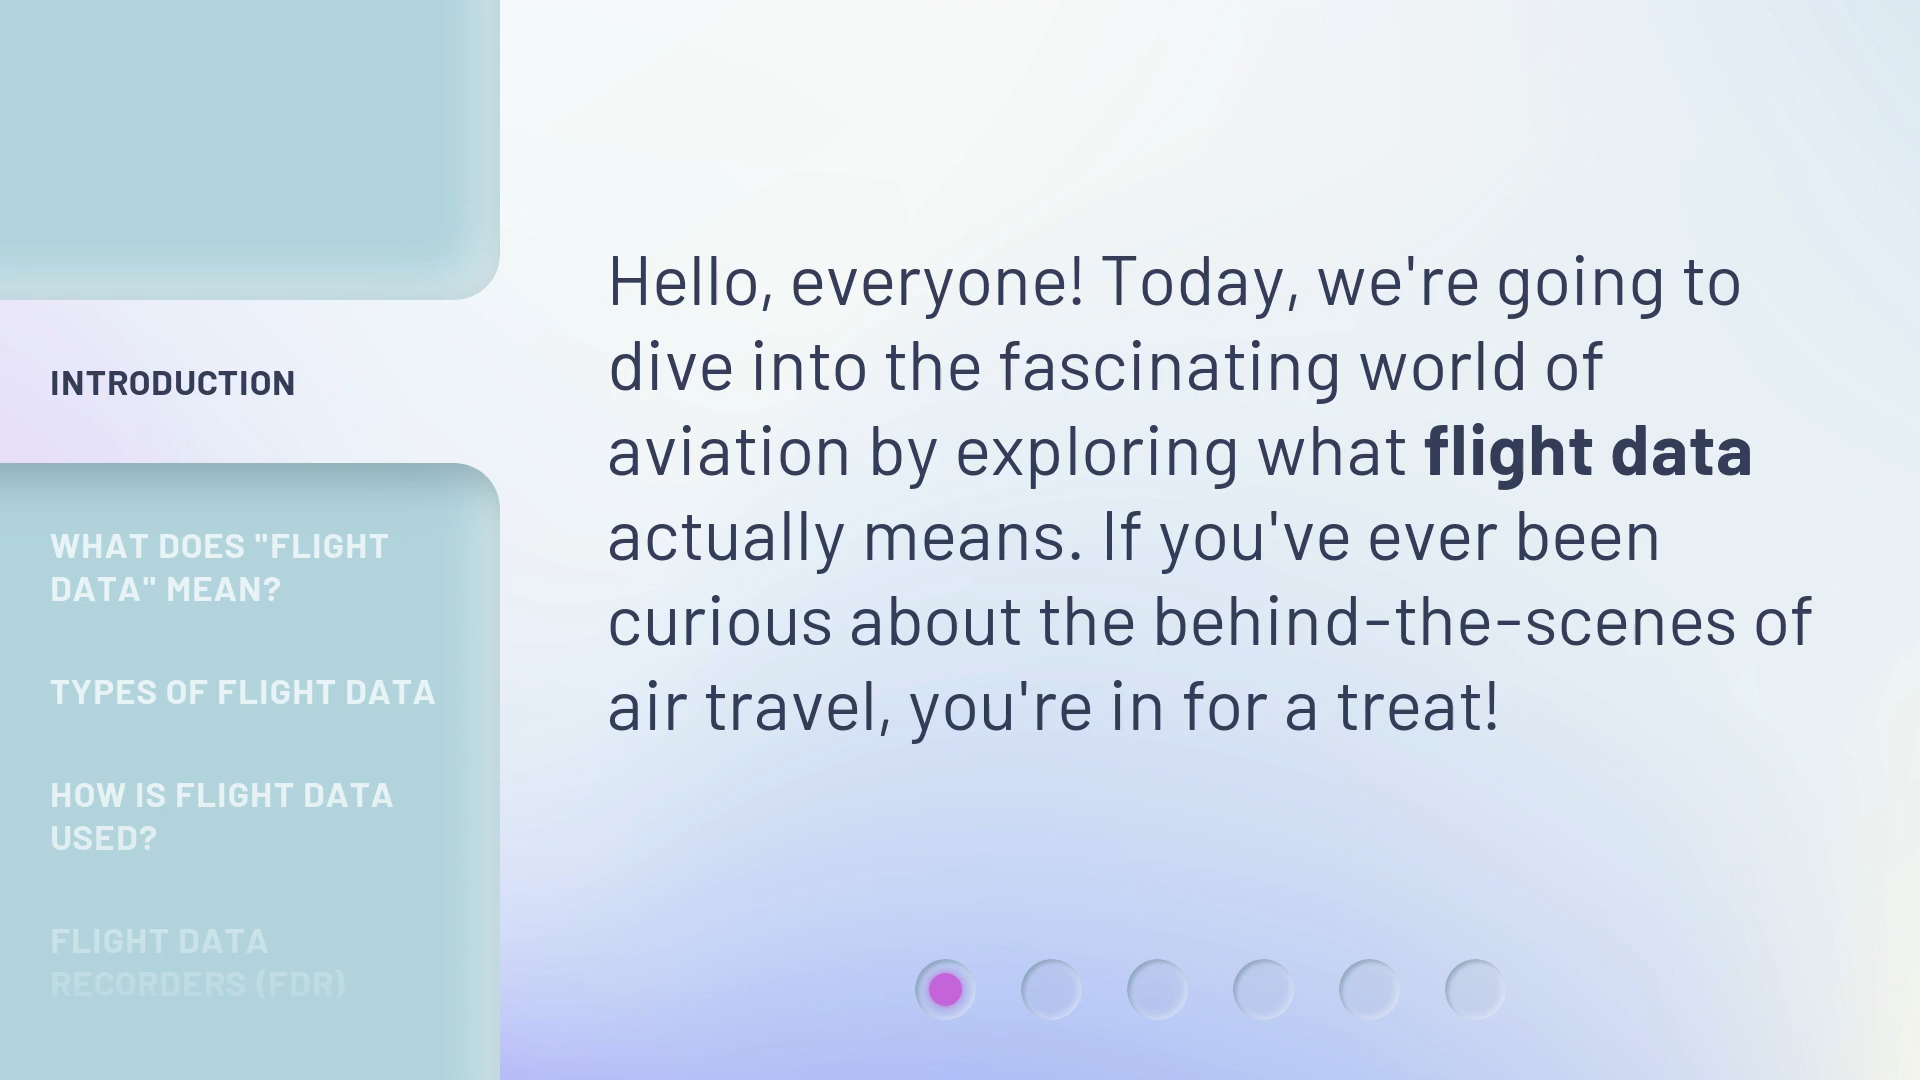 INTRODUCTION
WHAT DOES "FLIGHT
DATA" MEAN?
TYPES OF FLIGHT DATA
HOW IS FLIGHT DATA
USED?
FLIGHT DATA
RECORDERS (FDR)
Hello, everyone! Today, we're going to
dive into the fascinating world of
aviation by exploring what flight data
actually means. If you've ever been
curious about the behind-the-scenes of
air travel, you're in for a treat!